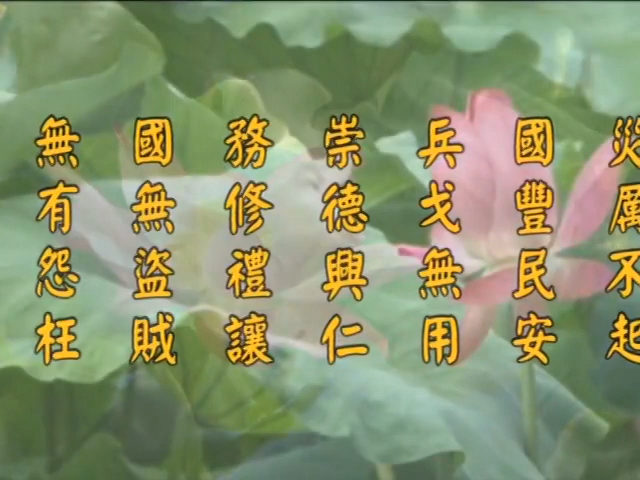 災厲不起
國豐民安
兵戈無用
崇德興仁
務修禮讓
國無盜賊
無有怨枉